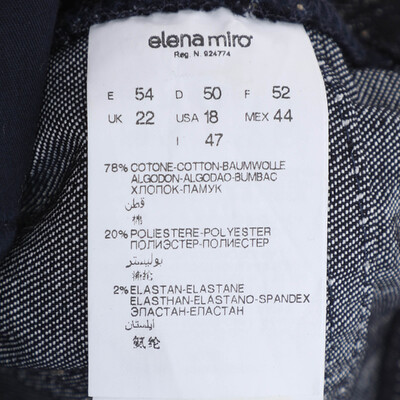 elena miro
Reg. N. 924774
E 54 D 50 F 52
UK 22 USA 18 MEX 44
I 47
78% COTONE-COTTON-BAUMWOLLE
ALGODON-ALGODAO-BUMBAC
ХЛОПОК-ПАМУК
قطن
棉
20% POLIESTERE-POLYESTER
ПОЛИЭСТЕР-ПОЛИЕСТЕР
بوليستر
2% ELASTAN-ELASTANE
ELASTHAN-ELASTANO-SPANDEX
ЭЛАСТАН-ЕЛАСТАН
ایلستان
氨纶